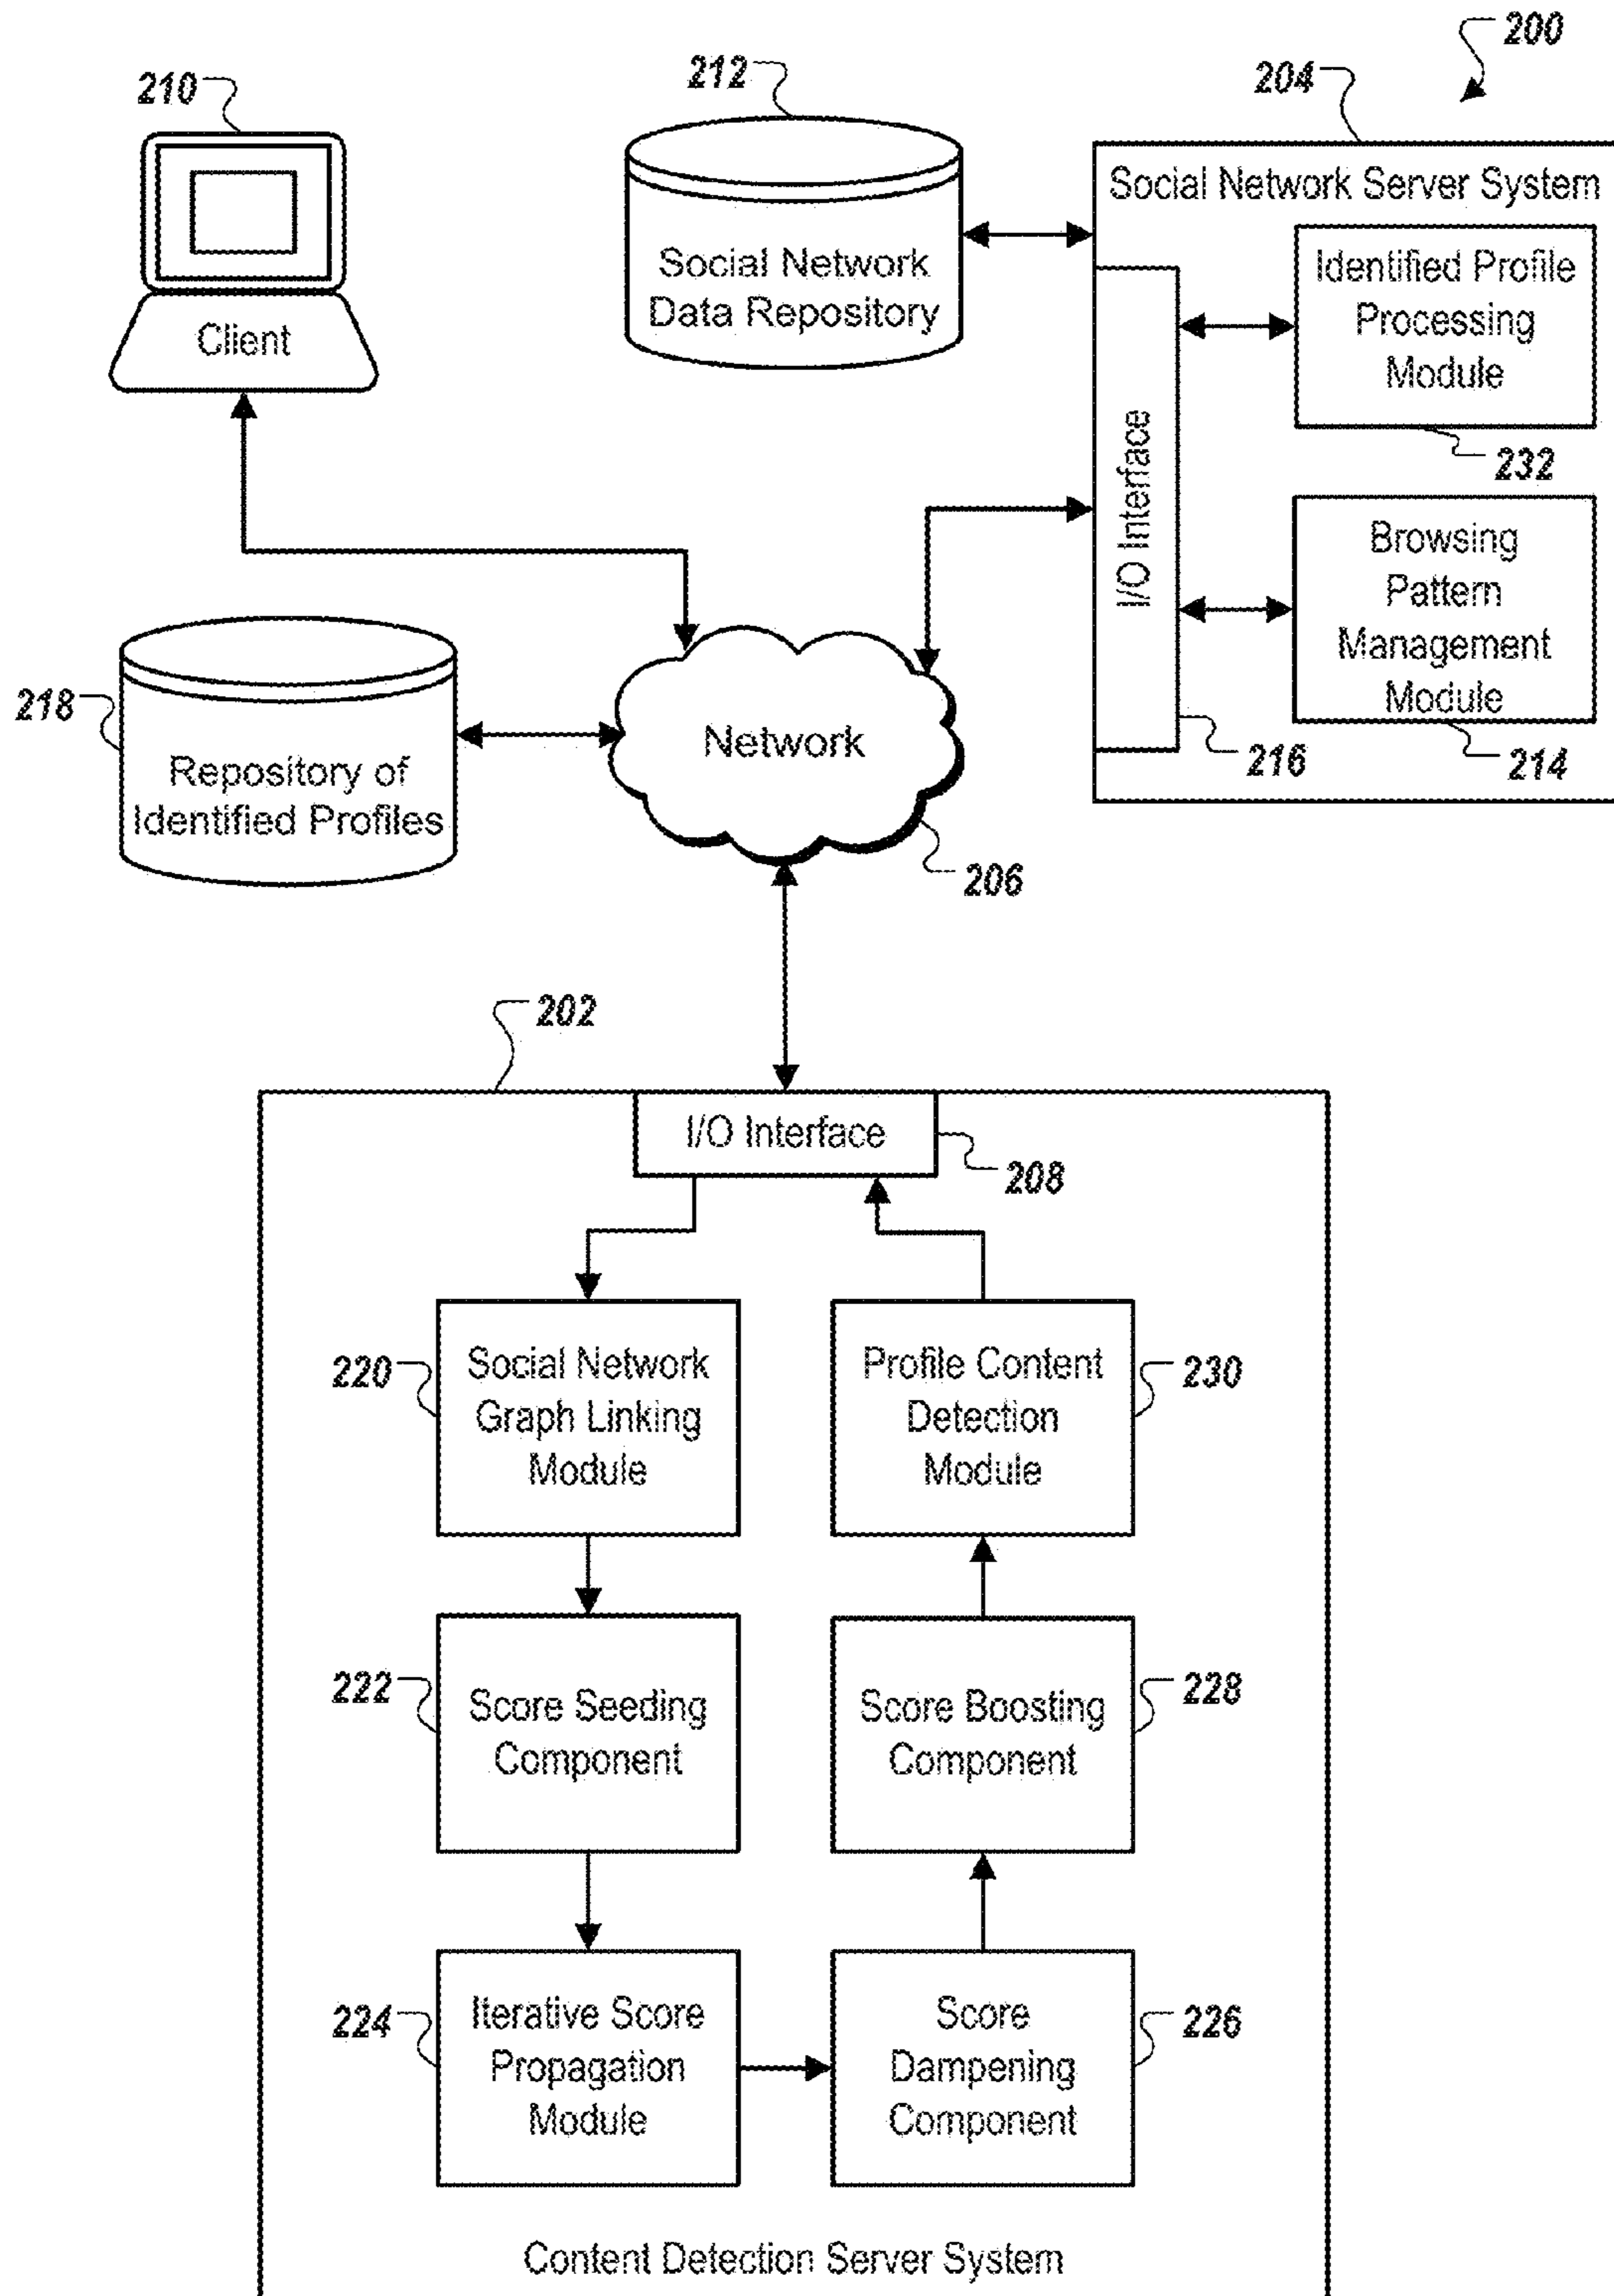 200
210
212
204
Social Network Server System
Client
Social Network
Data Repository
I/O Interface
Identified Profile
Processing
Module
232
Browsing
Pattern
Management
Module
214
216
218
Repository of
Identified Profiles
Network
206
202
I/O Interface
208
220
Social Network
Graph Linking
Module
Profile Content
Detection
Module
230
222
Score Seeding
Component
Score Boosting
Component
228
224
Iterative Score
Propagation
Module
Score
Dampening
Component
226
Content Detection Server System